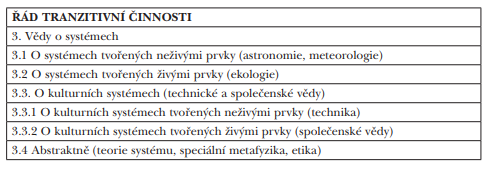 ŘÁD TRANZITIVNÍ ČINNOSTI
3. Vědy o systémech
3.1 O systémech tvořených neživými prvky (astronomie, meteorologie)
3.2 O systémech tvořených živými prvky (ekologie)
3.3. O kulturních systémech (technické a společenské vědy)
3.3.1 O kulturních systémech tvořených neživými prvky (technika)
3.3.2 O kulturních systémech tvořených živými prvky (společenské vědy)
3.4 Abstraktně (teorie systému, speciální metafyzika, etika)